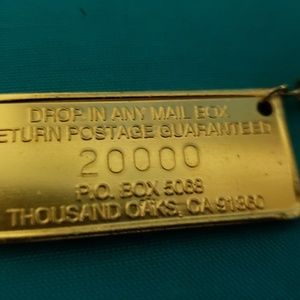 DROP IN ANY MAIL BOX
ETURN POSTAGE GUARANTEED
20000
P.O. BOX 5068
THOUSAND OAKS, CA 91360